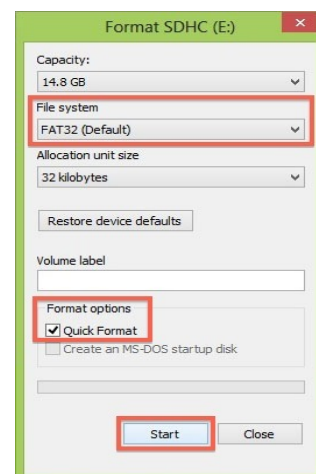 Format SDHC (E:)
Capacity:
14.8 GB
File system
FAT32 (Default)
Allocation unit size
32 kilobytes
Restore device defaults
Volume label
Format options
Quick Format
Create an MS-DOS startup disk
Start Close